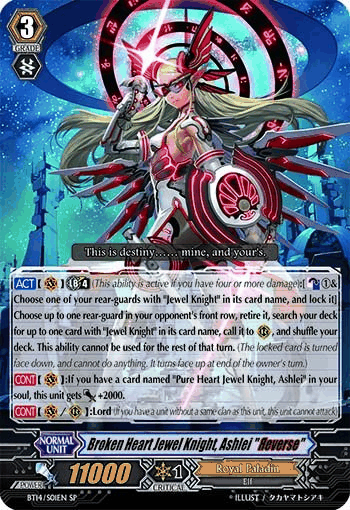 3
GRADE
This is destiny…… mine, and your's.
ACT [ ] 4 (This ability is active if you have four or more damage):[ ①&
Choose one of your rear-guards with "Jewel Knight" in its card name, and lock it]
Choose up to one rear-guard in your opponent's front row, retire it, search your deck
for up to one card with "Jewel Knight" in its card name, call it to , and shuffle your
deck. This ability cannot be used for the rest of that turn. (The locked card is turned
face down, and cannot do anything. It turns face up at end of the owner's turn.)
CONT [ ]:If you have a card named "Pure Heart Jewel Knight, Ashlei" in your
soul, this unit gets +2000.
CONT [ / ]:Lord (If you have a unit without a same clan as this unit, this unit cannot attack)
NORMAL UNIT
Broken Heart Jewel Knight, Ashlei "Reverse"
POWER
11000
1
CRITICAL
Royal Paladin
Elf
BT14/S01EN SP
ILLUST / タカヤマトシアキ